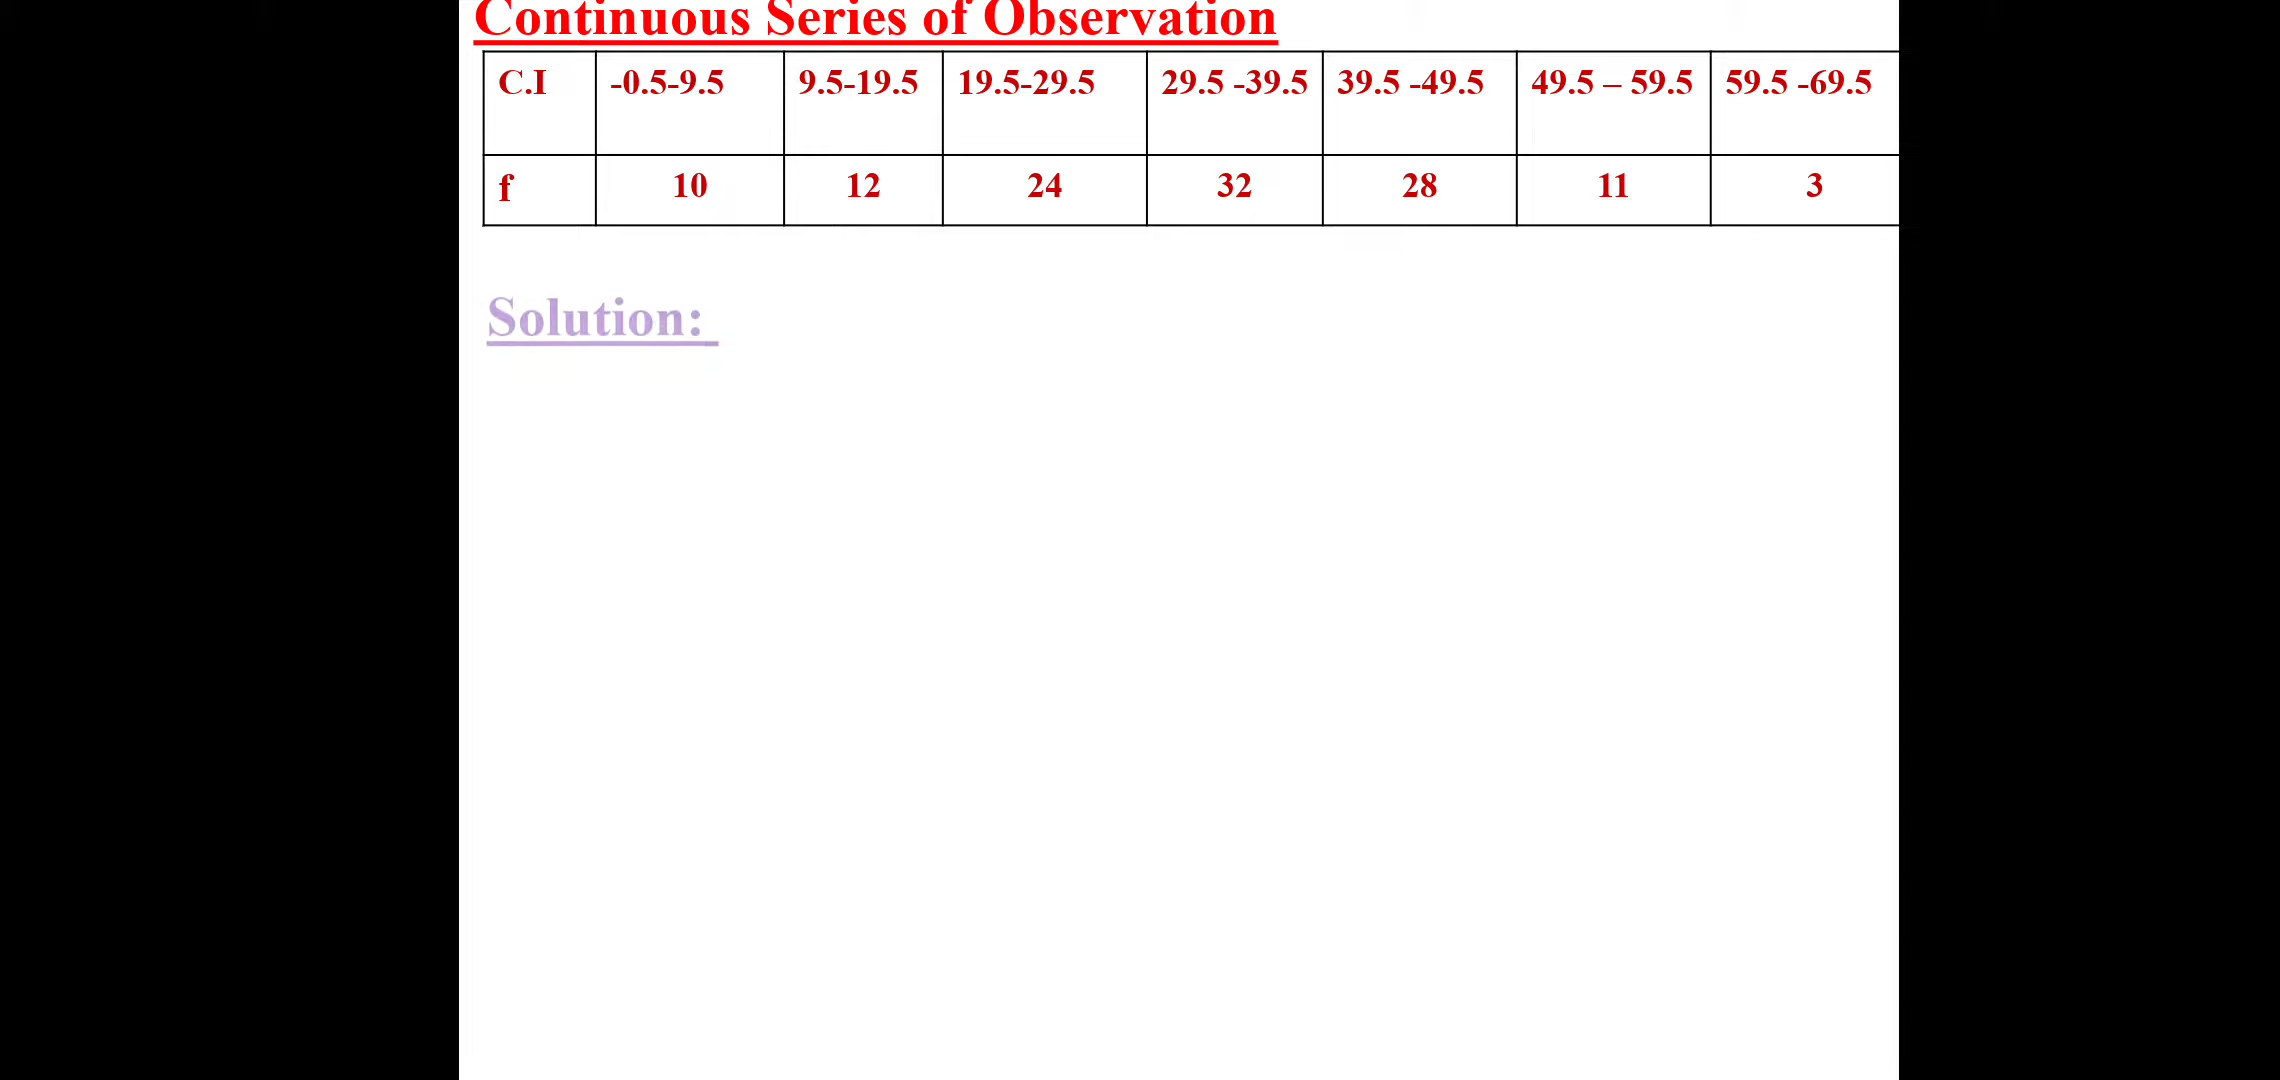 Continuous Series of Observation
C.I -0.5-9.5 9.5-19.5 19.5-29.5 29.5 -39.5 39.5 -49.5 49.5 – 59.5 59.5 -69.5
f 10 12 24 32 28 11 3
Solution: